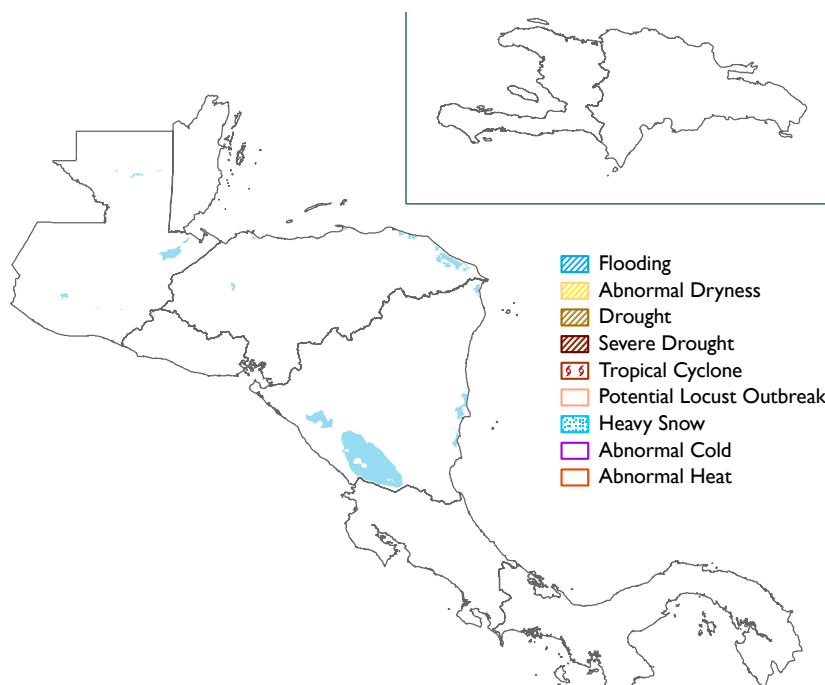 Flooding
Abnormal Dryness
Drought
Severe Drought
Tropical Cyclone
Potential Locust Outbreak
Heavy Snow
Abnormal Cold
Abnormal Heat